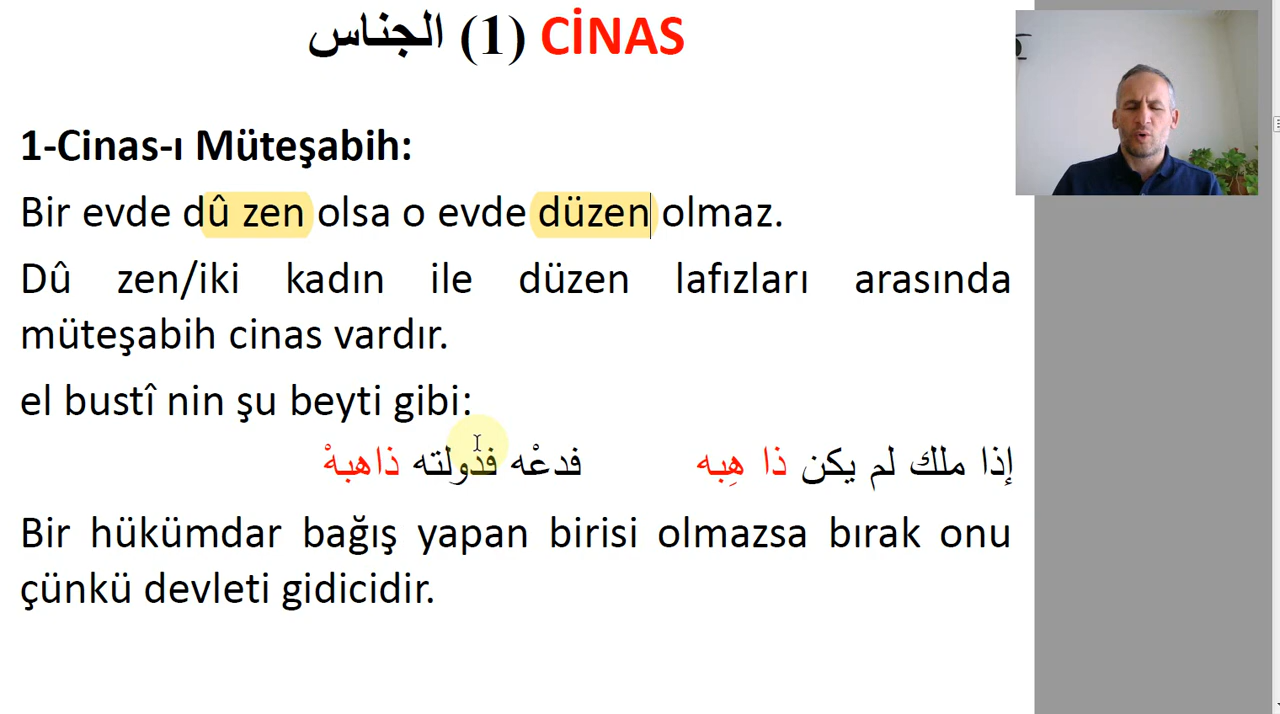 CİNAS (1) الجناس
1-Cinas-ı Müteşabih:
Bir evde dû zen olsa o evde düzen olmaz.
Dû zen/iki kadın ile düzen lafızları arasında
müteşabih cinas vardır.
el bustî nin şu beyti gibi:
إذا ملك لم يكن ذا هِبه فدعْه فدولته ذاهبهْ
Bir hükümdar bağış yapan birisi olmazsa bırak onu
çünkü devleti gidicidir.